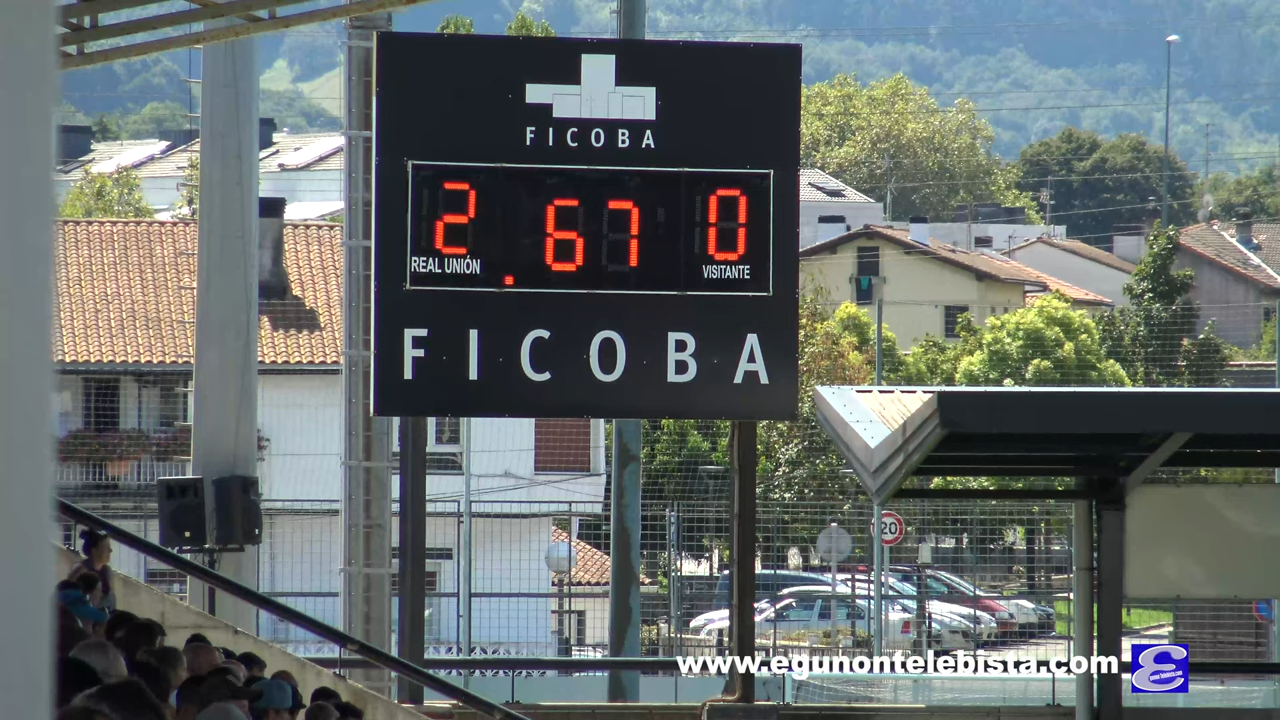 FICOBA
2 . 67 0
REAL UNIÓN VISITANTE
FICOBA
20
www.egunontelebista.com